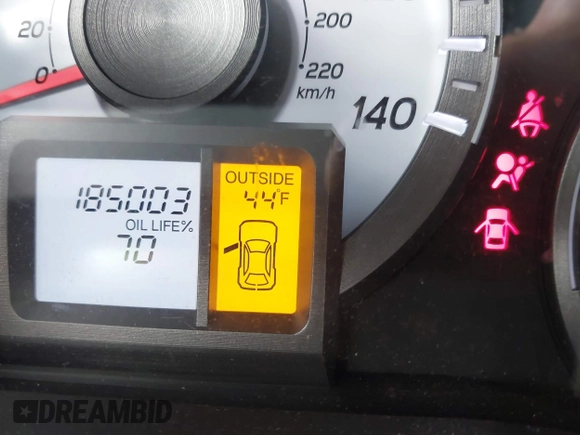 20
0
200
220
km/h
140
185003
OIL LIFE%
70
OUTSIDE
44°F
DREAMBID